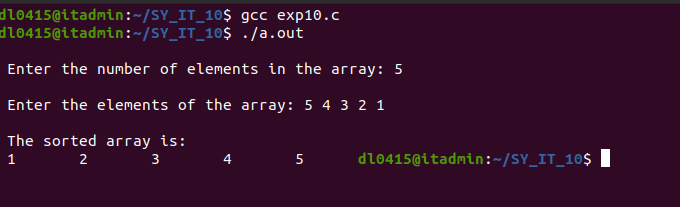 dl0415@itadmin:~/SY_IT_10$ gcc exp10.c
dl0415@itadmin:~/SY_IT_10$ ./a.out
Enter the number of elements in the array: 5
Enter the elements of the array: 5 4 3 2 1
The sorted array is:
1 2 3 4 5 dl0415@itadmin:~/SY_IT_10$